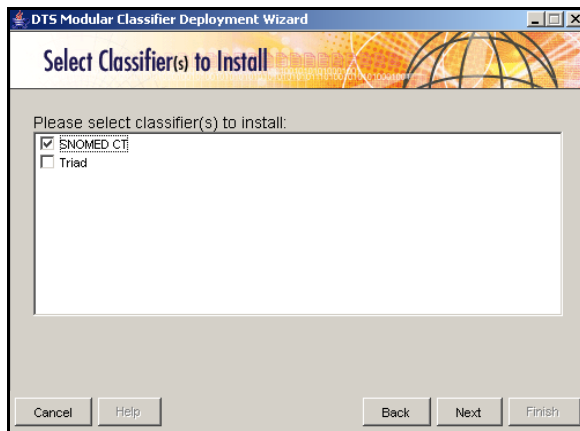 DTS Modular Classifier Deployment Wizard
Select Classifier(s) to Install
Please select classifier(s) to install:
SNOMED CT
Triad
Cancel Help Back Next Finish